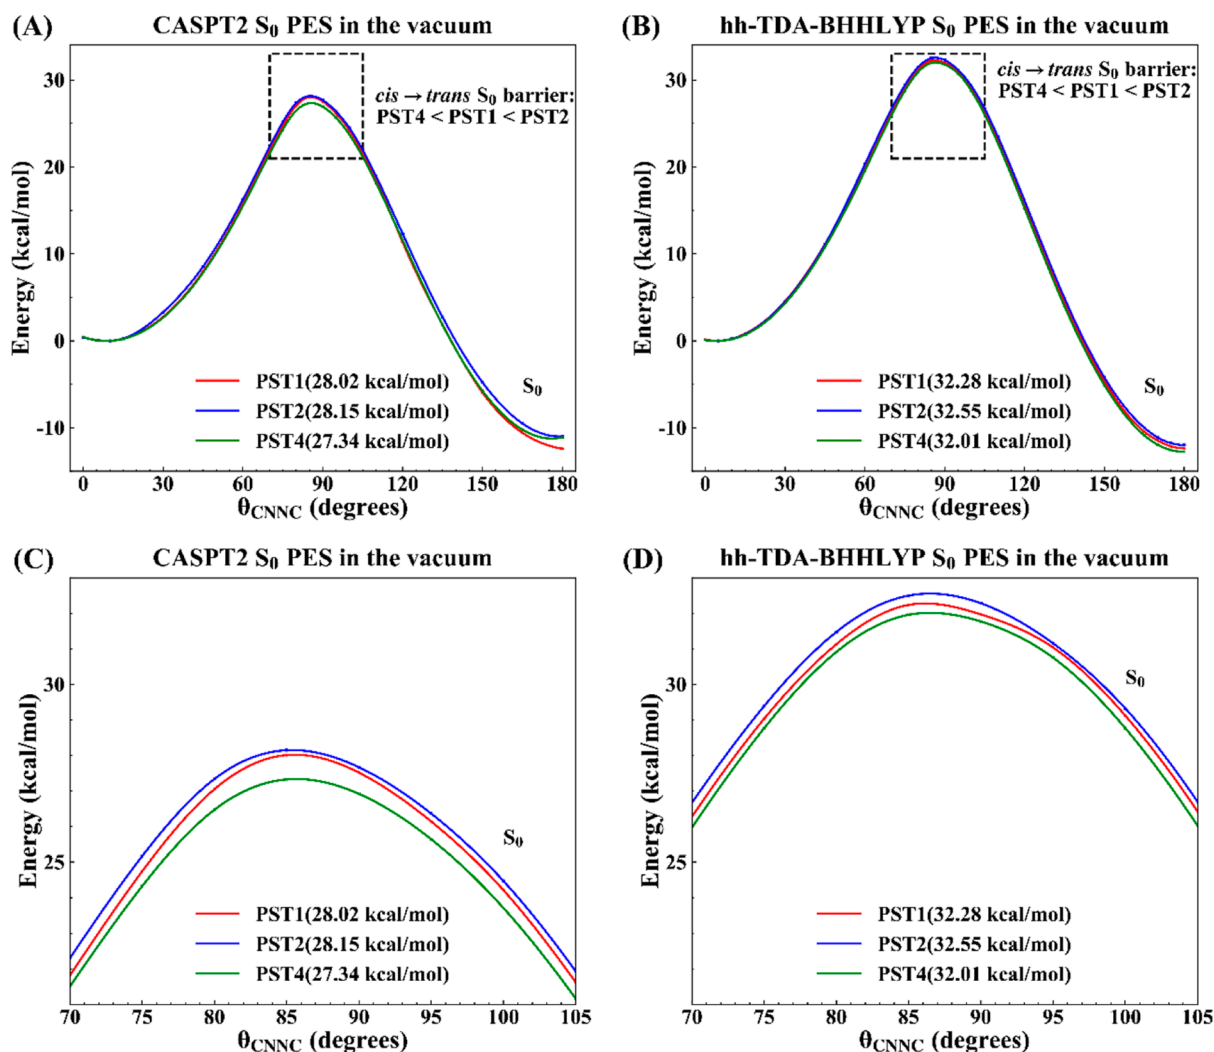 (A)
CASPT2 S₀ PES in the vacuum
Energy (kcal/mol)
30
20
10
0
-10
cis → trans S₀ barrier:
PST4 < PST1 < PST2
PST1(28.02 kcal/mol)
PST2(28.15 kcal/mol)
PST4(27.34 kcal/mol)
S₀
0 30 60 90 120 150 180
θCNNC (degrees)
(B)
hh-TDA-BHHLYP S₀ PES in the vacuum
Energy (kcal/mol)
30
20
10
0
-10
cis → trans S₀ barrier:
PST4 < PST1 < PST2
PST1(32.28 kcal/mol)
PST2(32.55 kcal/mol)
PST4(32.01 kcal/mol)
S₀
0 30 60 90 120 150 180
θCNNC (degrees)
(C)
CASPT2 S₀ PES in the vacuum
Energy (kcal/mol)
30
25
S₀
PST1(28.02 kcal/mol)
PST2(28.15 kcal/mol)
PST4(27.34 kcal/mol)
70 75 80 85 90 95 100 105
θCNNC (degrees)
(D)
hh-TDA-BHHLYP S₀ PES in the vacuum
Energy (kcal/mol)
30
25
S₀
PST1(32.28 kcal/mol)
PST2(32.55 kcal/mol)
PST4(32.01 kcal/mol)
70 75 80 85 90 95 100 105
θCNNC (degrees)